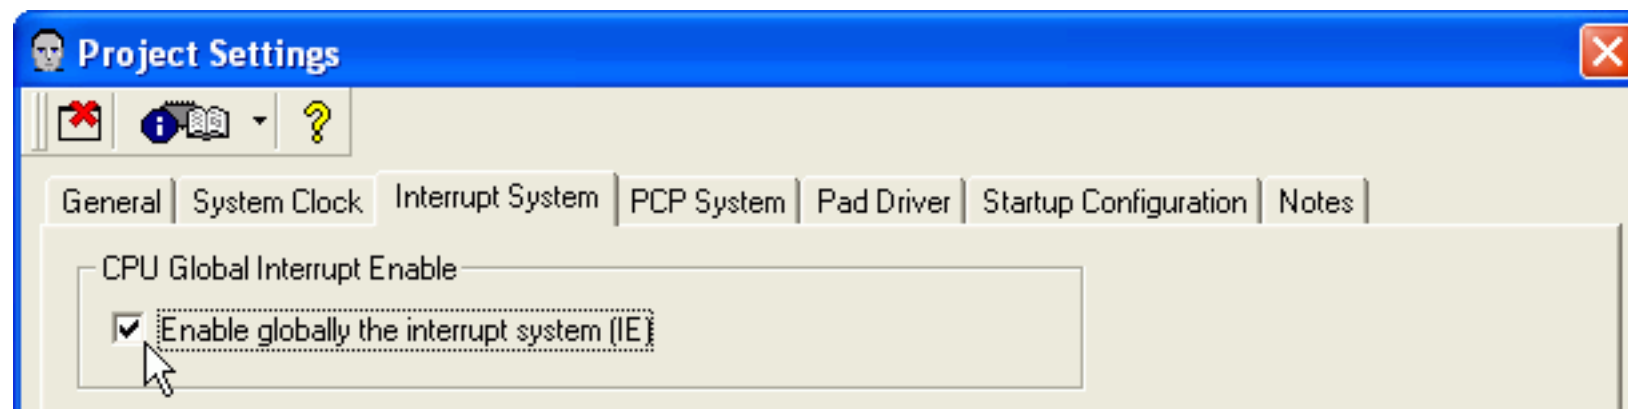 Project Settings
General System Clock Interrupt System PCP System Pad Driver Startup Configuration Notes
CPU Global Interrupt Enable
Enable globally the interrupt system (IE)